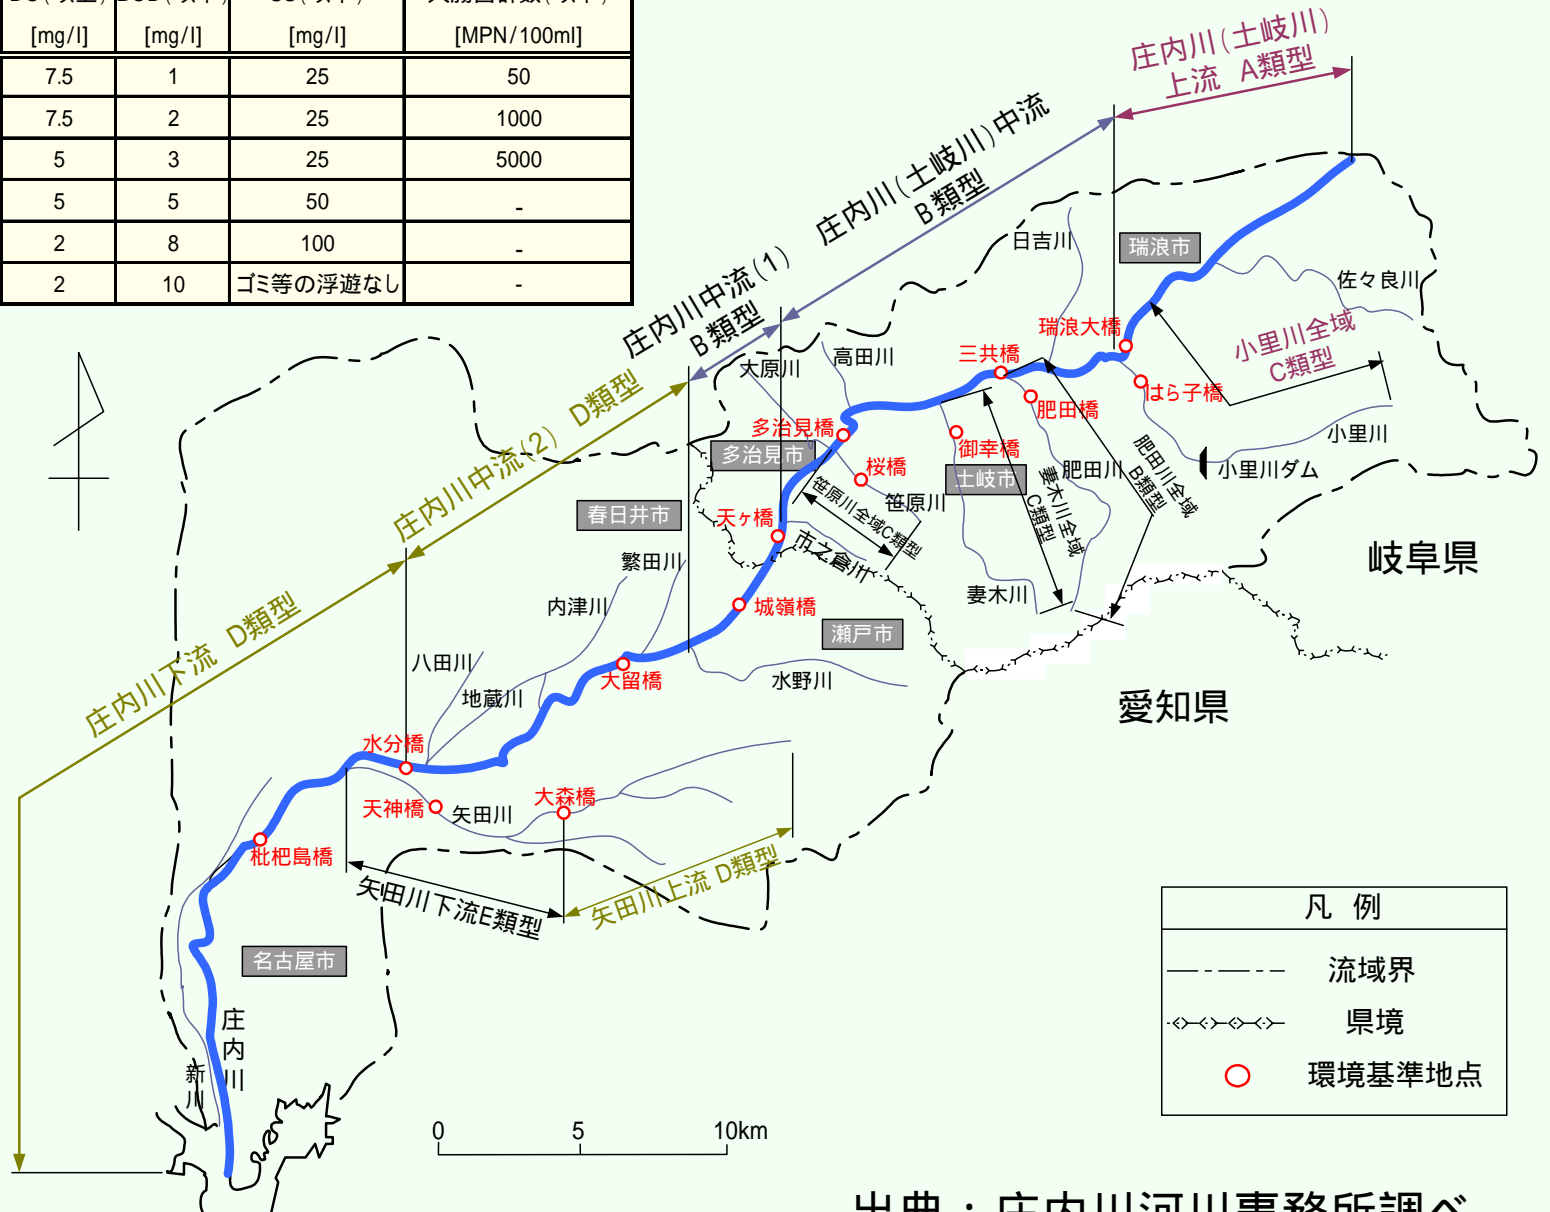 [mg/l] [mg/l] [mg/l] [MPN/100ml]
7.5 1 25 50
7.5 2 25 1000
5 3 25 5000
5 5 50 -
2 8 100 -
2 10 ゴミ等の浮遊なし -
庄内川(土岐川)
上流 A類型
庄内川(土岐川)中流
B類型
庄内川中流(1)
B類型
庄内川中流(2) D類型
庄内川下流 D類型
日吉川
瑞浪市
佐々良川
瑞浪大橋
小里川全域
C類型
三共橋
高田川
大原川
はら子橋
肥田橋
小里川
多治見橋
御幸橋
多治見市
桜橋
土岐市
肥田川
肥田川全域
B類型
小里川ダム
妻木川全域
C類型
笹原川
笹原川全域C類型
春日井市
天ヶ橋
市之倉川
岐阜県
繁田川
内津川
妻木川
城嶺橋
瀬戸市
八田川
大留橋
水野川
地蔵川
愛知県
水分橋
天神橋
矢田川
大森橋
枇杷島橋
矢田川下流E類型
矢田川上流 D類型
名古屋市
庄内川
新川
凡 例
流域界
県境
環境基準地点
0 5 10km
出典:庄内川河川事務所調べ